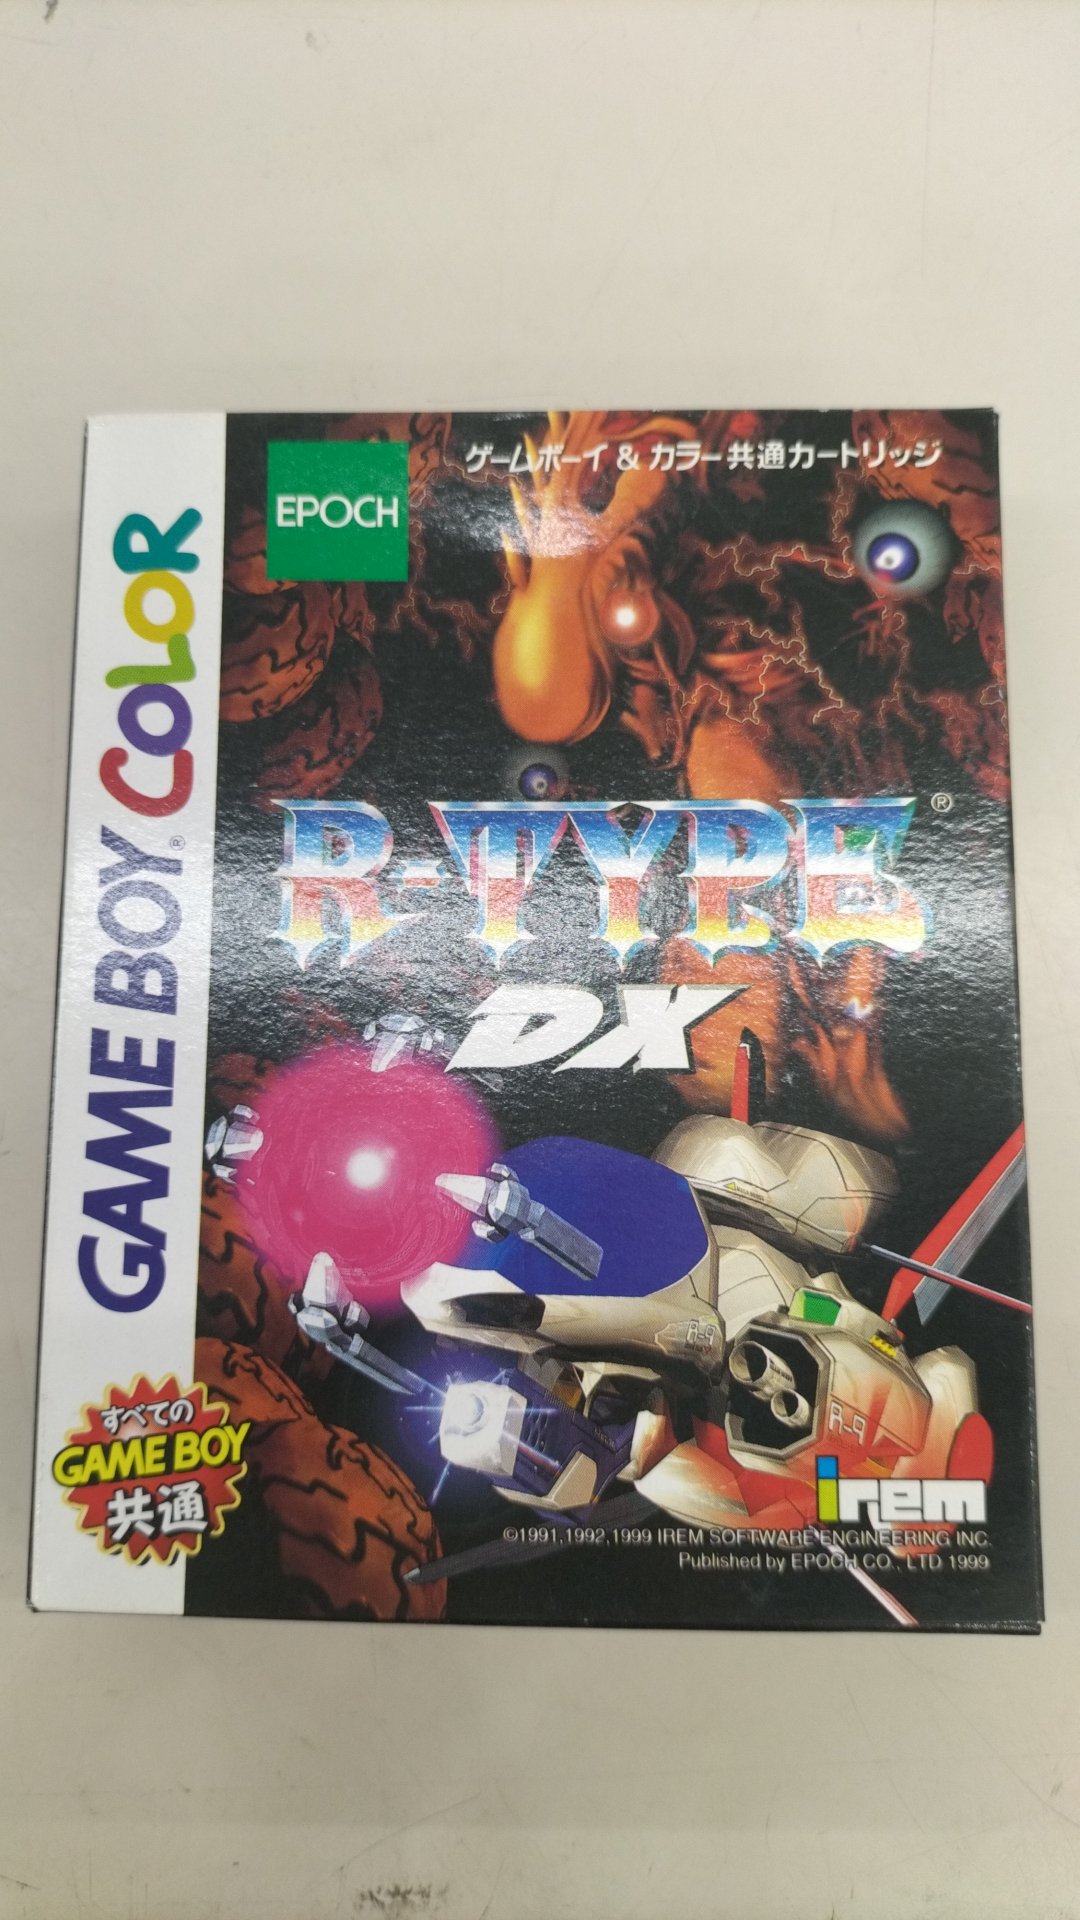 EPOCH
ゲームボーイ & カラー共通カートリッジ
GAME BOY® COLOR
R-TYPE®
DX
R-9
R-9
すべての
GAME BOY
共通
irem
©1991,1992,1999 IREM SOFTWARE ENGINEERING INC.
Published by EPOCH CO., LTD 1999